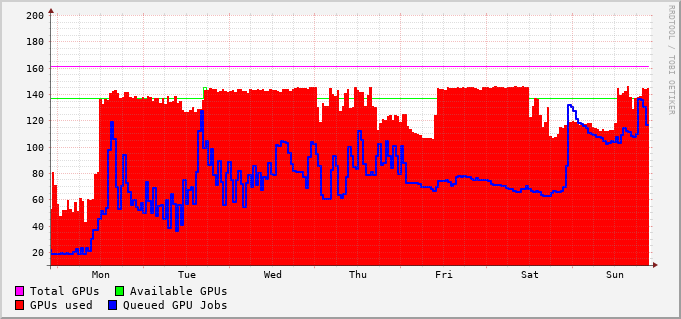 200
180
160
140
120
100
80
60
40
20
Mon Tue Wed Thu Fri Sat Sun
Total GPUs Available GPUs
GPUs used Queued GPU Jobs
RRDTOOL / TOBI OETIKER